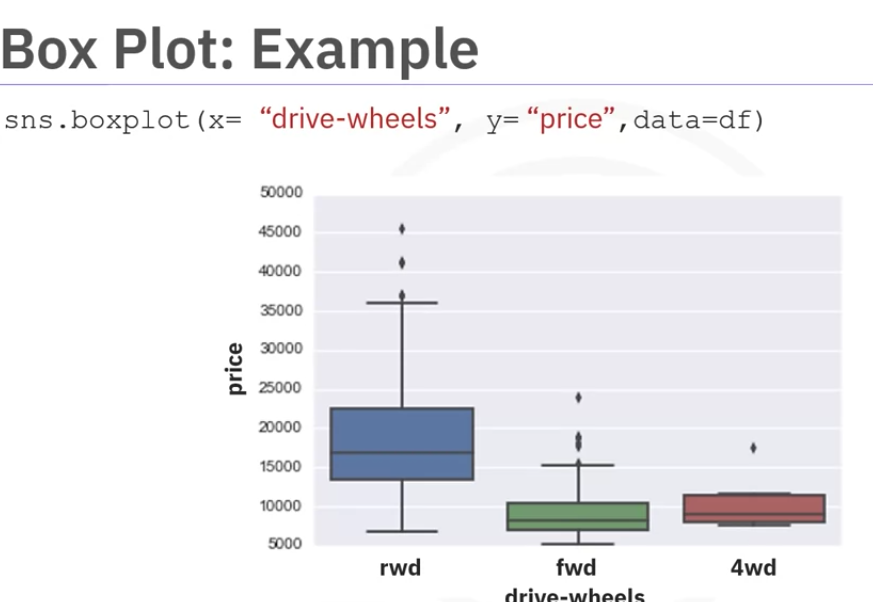 Box Plot: Example
sns.boxplot(x= “drive-wheels”, y= “price”,data=df)
50000
45000
40000
35000
30000
25000
20000
15000
10000
5000
price
rwd fwd 4wd
drive-wheels